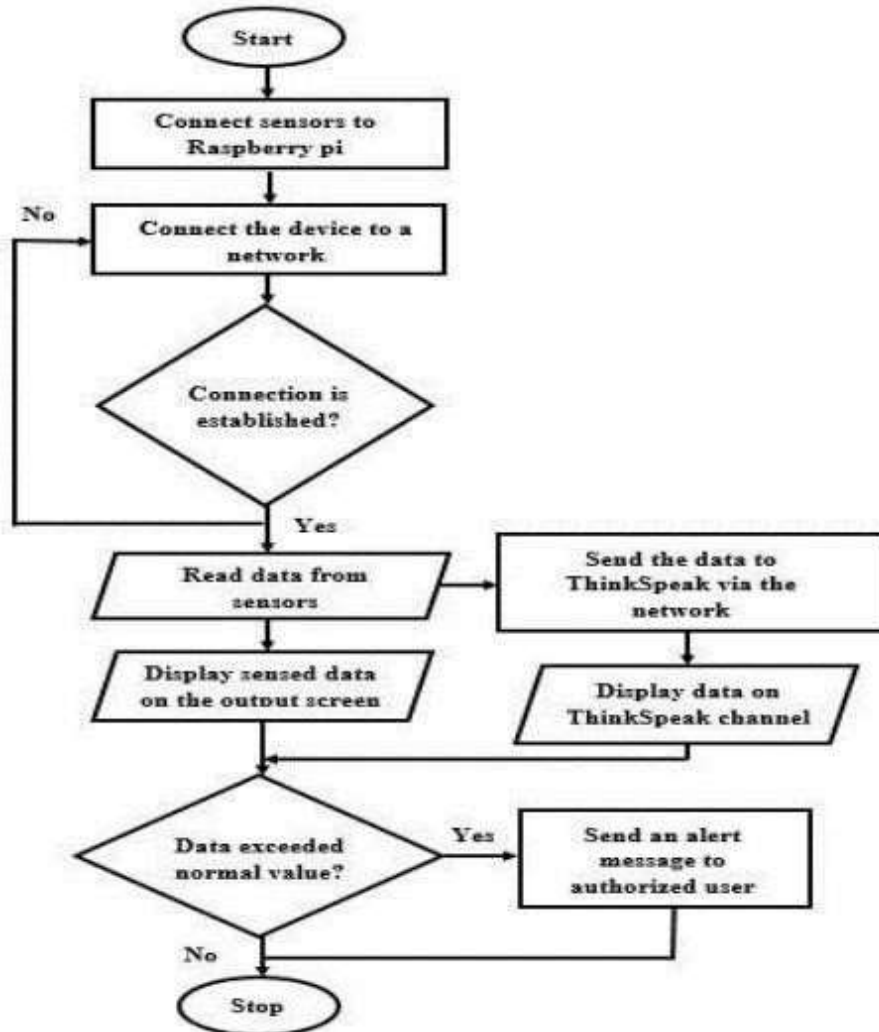 Start
Connect sensors to
Raspberry pi
No
Connect the device to a
network
Connection is
established?
Yes
Read data from
sensors
Send the data to
ThinkSpeak via the
network
Display sensed data
on the output screen
Display data on
ThinkSpeak channel
Data exceeded
normal value?
Yes
Send an alert
message to
authorized user
No
Stop